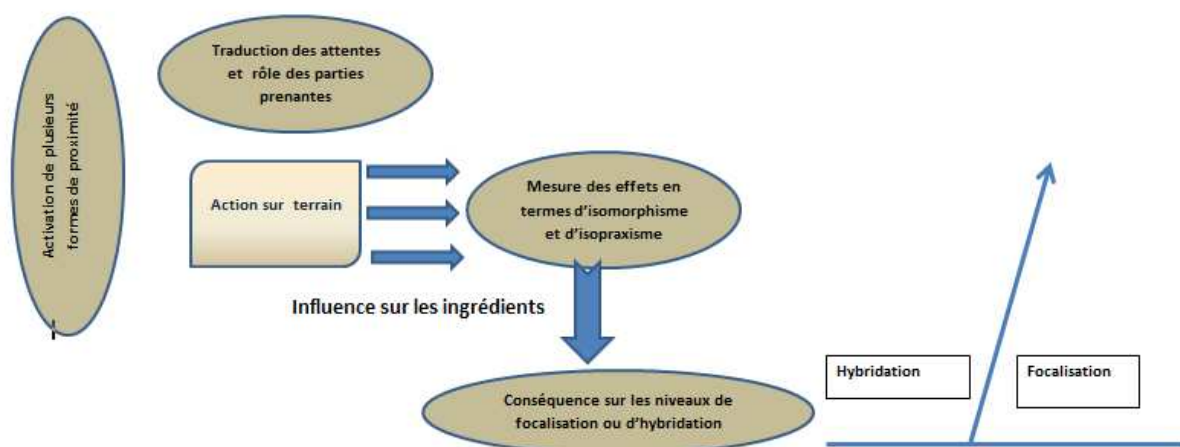 Activation de plusieurs
formes de proximité
Traduction des attentes
et rôle des parties
prenantes
Action sur terrain
Mesure des effets en
termes d'isomorphisme
et d'isopraxisme
Influence sur les ingrédients
Conséquence sur les niveaux de
focalisation ou d'hybridation
Hybridation
Focalisation